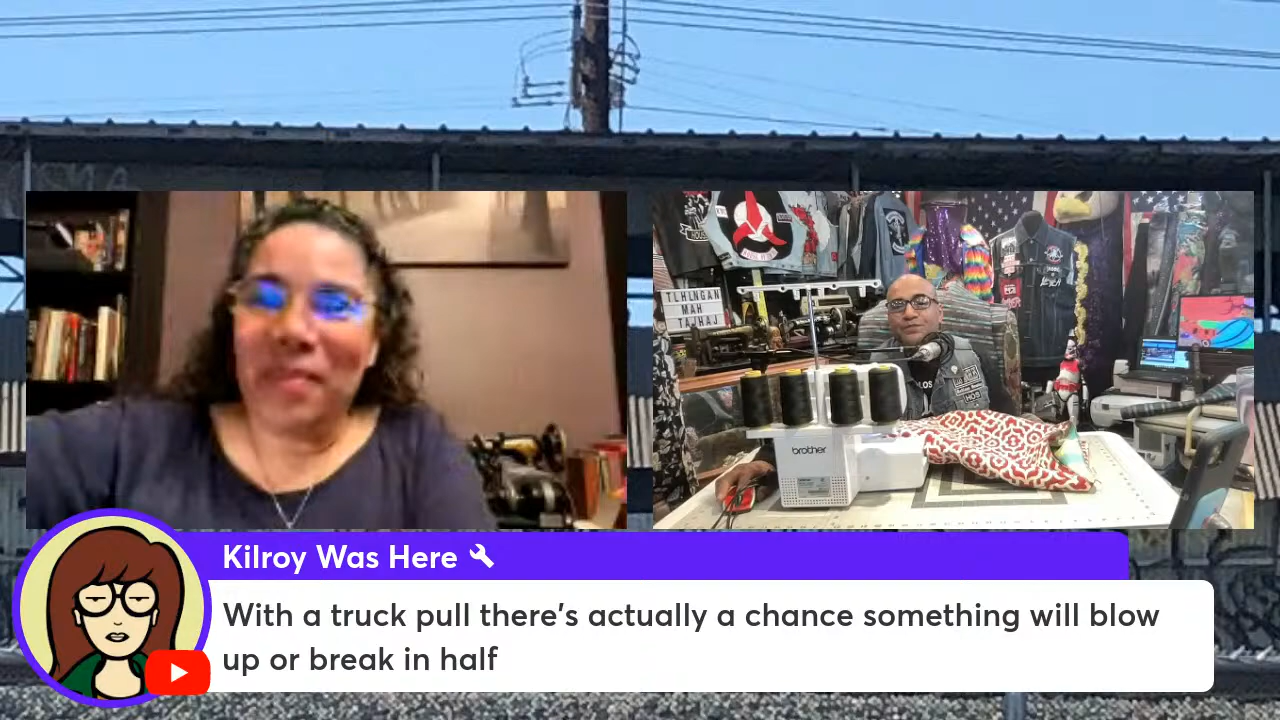 TLHINGAN
MAH
TAJHAJ
brother
Kilroy Was Here
With a truck pull there's actually a chance something will blow
up or break in half